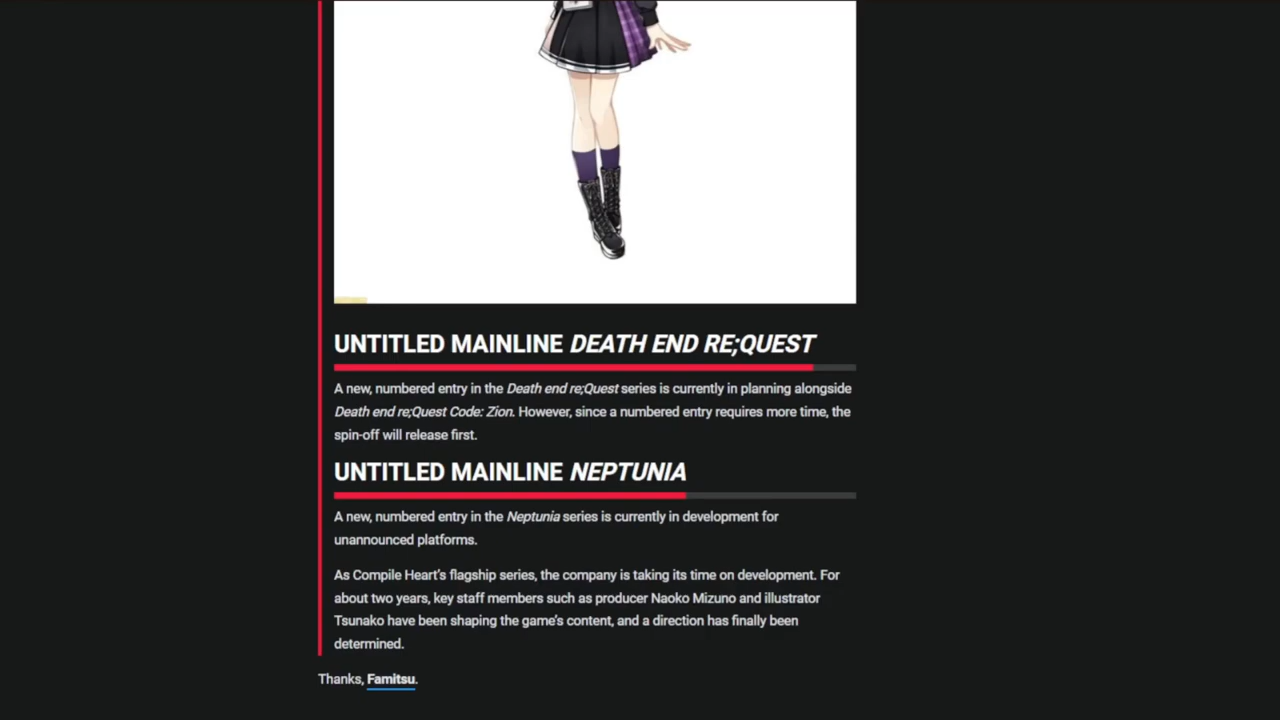 UNTITLED MAINLINE DEATH END RE;QUEST
A new, numbered entry in the Death end re;Quest series is currently in planning alongside
Death end re;Quest Code: Zion. However, since a numbered entry requires more time, the
spin-off will release first.
UNTITLED MAINLINE NEPTUNIA
A new, numbered entry in the Neptunia series is currently in development for
unannounced platforms.
As Compile Heart’s flagship series, the company is taking its time on development. For
about two years, key staff members such as producer Naoko Mizuno and illustrator
Tsunako have been shaping the game’s content, and a direction has finally been
determined.
Thanks, Famitsu.